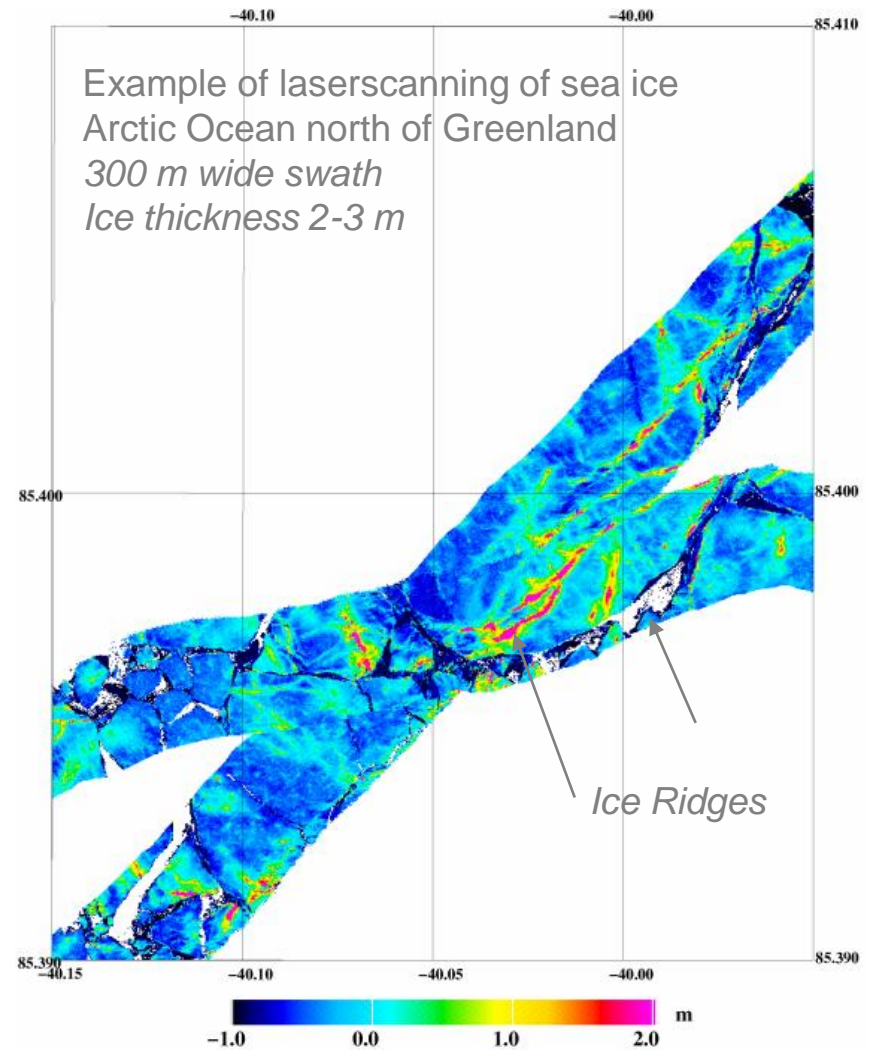 −40.10 −40.00
85.410
Example of laserscanning of sea ice
Arctic Ocean north of Greenland
300 m wide swath
Ice thickness 2-3 m
85.400 85.400
Ice Ridges
85.390 85.390
−40.15 −40.10 −40.05 −40.00
m
−1.0 0.0 1.0 2.0